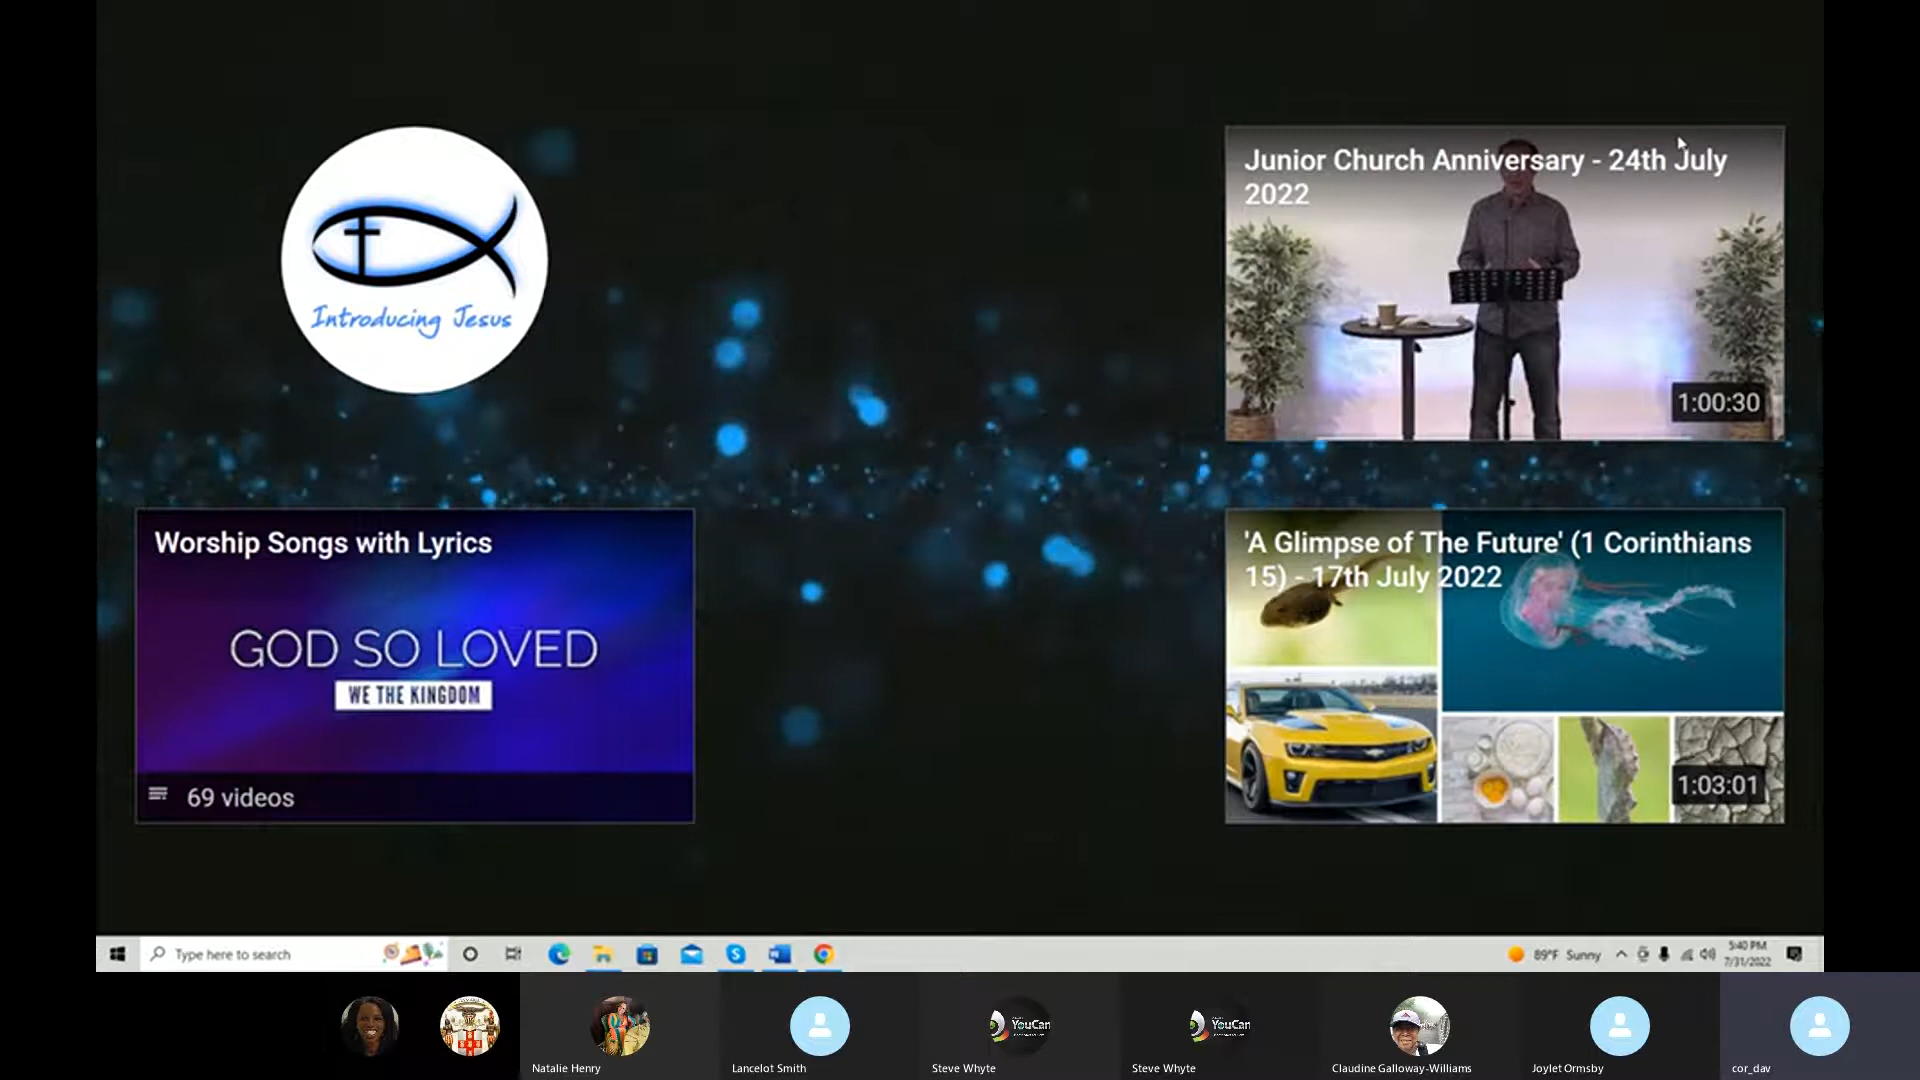 Introducing Jesus
Junior Church Anniversary - 24th July
2022
1:00:30
Worship Songs with Lyrics
GOD SO LOVED
WE THE KINGDOM
69 videos
'A Glimpse of The Future' (1 Corinthians
15) - 17th July 2022
1:03:01
Type here to search
89°F Sunny
5:40 PM
7/31/2022
YouCan
YouCan
Natalie Henry
Lancelot Smith
Steve Whyte
Steve Whyte
Claudine Galloway-Williams
Joylet Ormsby
cor_dav